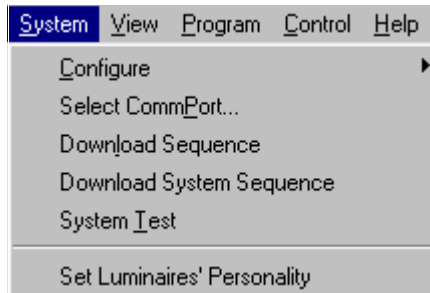 System View Program Control Help
Configure
Select CommPort...
Download Sequence
Download System Sequence
System Test
Set Luminaires' Personality